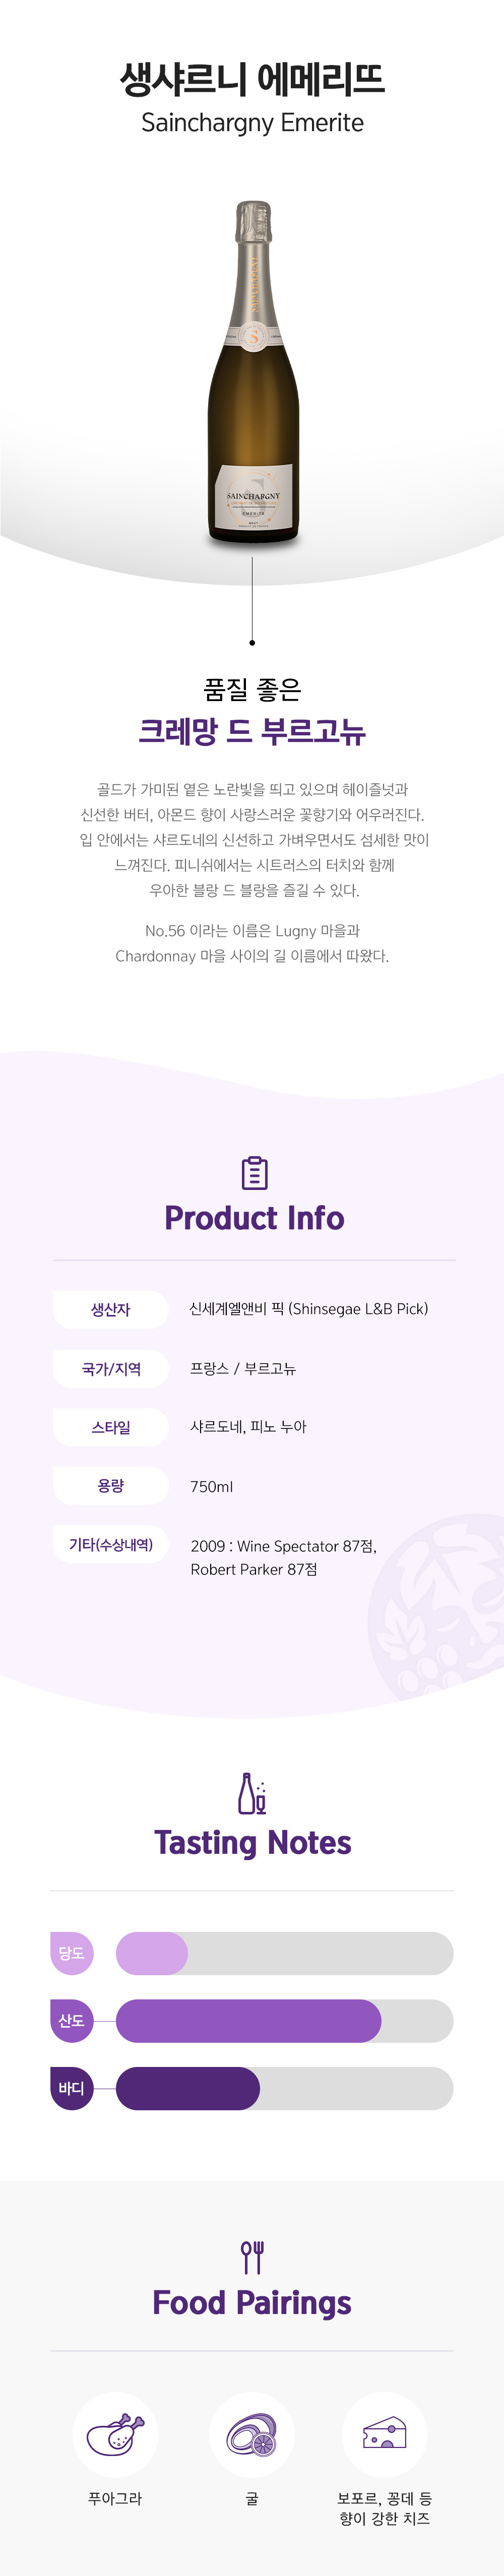 생샤르니 에메리뜨
Sainchargny Emerite
S
SAINCHARGNY
EMERITE
BRUT
품질 좋은
크레망 드 부르고뉴
골드가 가미된 옅은 노란빛을 띄고 있으며 헤이즐넛과
신선한 버터, 아몬드 향이 사랑스러운 꽃향기와 어우러진다.
입 안에서는 샤르도네의 신선하고 가벼우면서도 섬세한 맛이
느껴진다. 피니쉬에서는 시트러스의 터치와 함께
우아한 블랑 드 블랑을 즐길 수 있다.
No.56 이라는 이름은 Lugny 마을과
Chardonnay 마을 사이의 길 이름에서 따왔다.
Product Info
생산자 신세계엘앤비 픽 (Shinsegae L&B Pick)
국가/지역 프랑스 / 부르고뉴
스타일 샤르도네, 피노 누아
용량 750ml
기타(수상내역) 2009 : Wine Spectator 87점,
Robert Parker 87점
Tasting Notes
당도
산도
바디
Food Pairings
푸아그라 굴 보포르, 꽁데 등
향이 강한 치즈